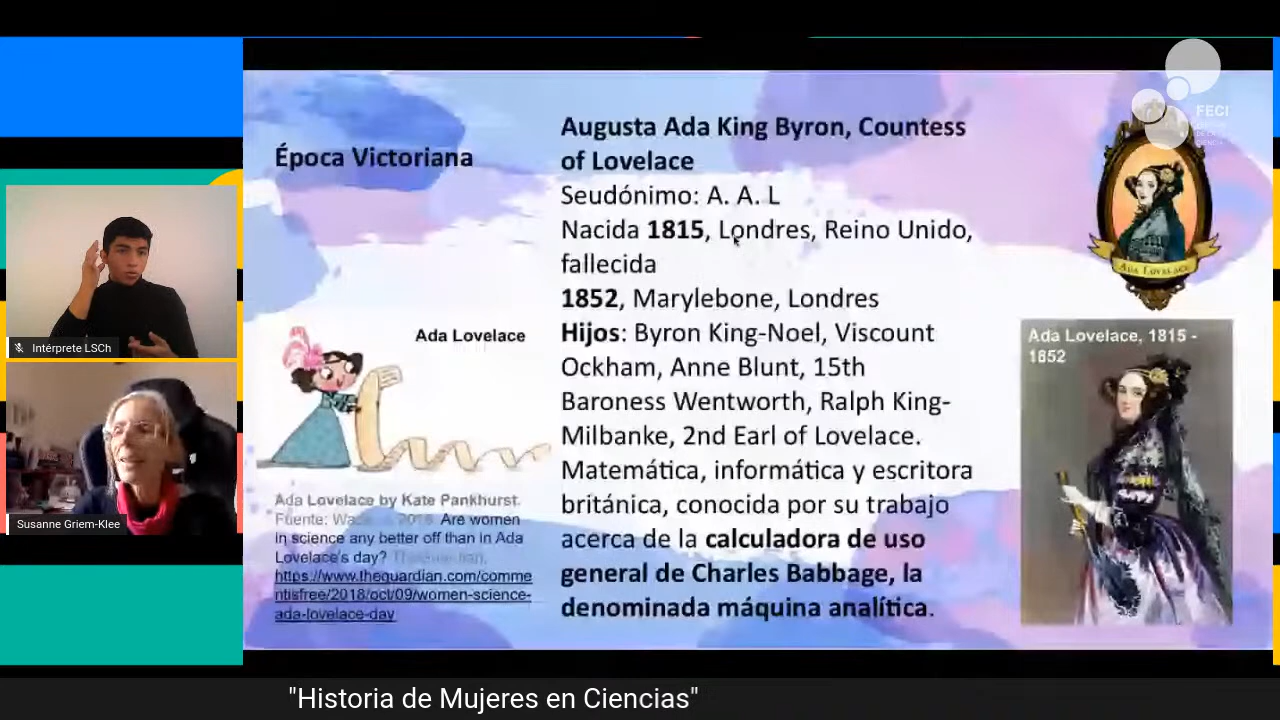 FECI
Época Victoriana
Augusta Ada King Byron, Countess
of Lovelace
Seudónimo: A. A. L
Nacida 1815, Londres, Reino Unido,
fallecida
1852, Marylebone, Londres
Hijos: Byron King-Noel, Viscount
Ockham, Anne Blunt, 15th
Baroness Wentworth, Ralph King-
Milbanke, 2nd Earl of Lovelace.
Matemática, informática y escritora
británica, conocida por su trabajo
acerca de la calculadora de uso
general de Charles Babbage, la
denominada máquina analítica.
Ada Lovelace
Ada Lovelace, 1815 -
1852
Ada Lovelace
Ada Lovelace by Kate Pankhurst.
Fuente: 2018. Are women
in science any better off than in Ada
Lovelace's day?
https://www.theguardian.com/comme
ntisfree/2018/oct/09/women-science-
ada-lovelace-day
Intérprete LSCh
Susanne Griem-Klee
"Historia de Mujeres en Ciencias"